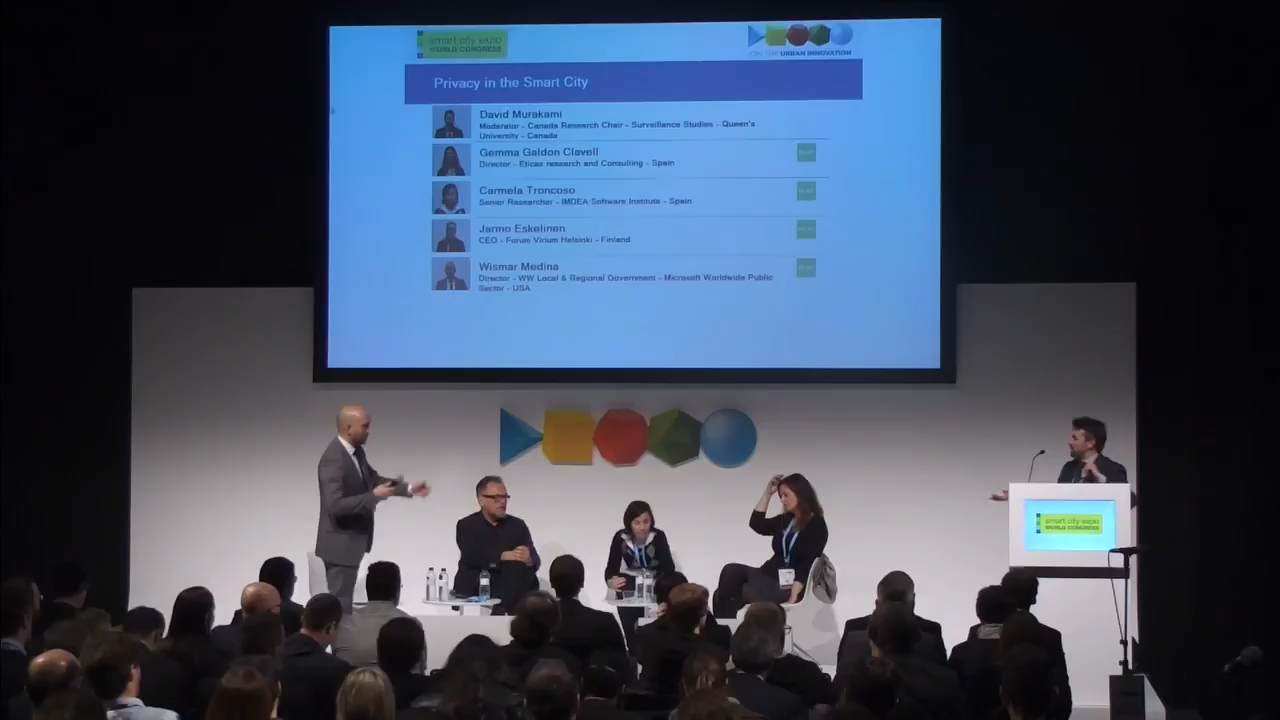 smart city expo
WORLD CONGRESS
JOIN THE URBAN INNOVATION
Privacy in the Smart City
David Murakami
Moderator - Canada Research Chair - Surveillance Studies - Queen's
University - Canada
Gemma Galdon Clavell
Director - Eticas research and Consulting - Spain
Carmela Troncoso
Senior Researcher - IMDEA Software Institute - Spain
Jarmo Eskelinen
CEO - Forum Virium Helsinki - Finland
Wismar Medina
Director - WW Local & Regional Government - Microsoft Worldwide Public
Sector - USA
smart city expo
WORLD CONGRESS